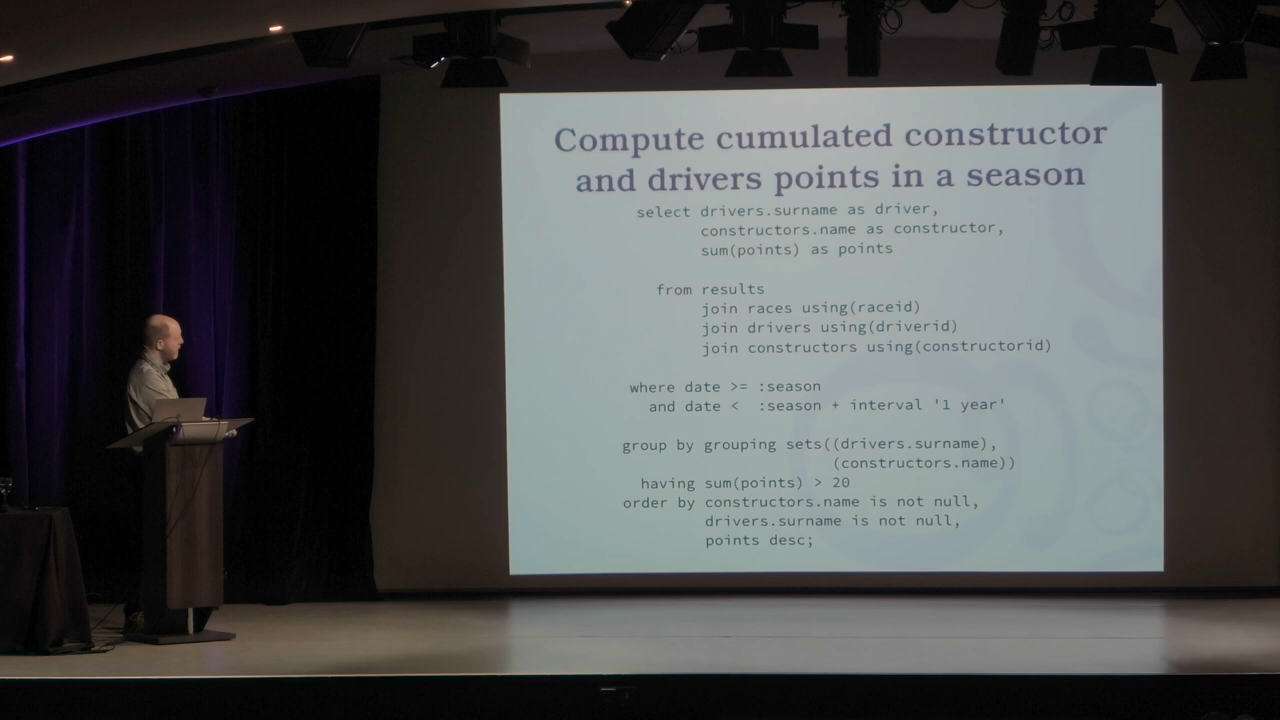 Compute cumulated constructor
and drivers points in a season
select drivers.surname as driver,
constructors.name as constructor,
sum(points) as points
from results
join races using(raceid)
join drivers using(driverid)
join constructors using(constructorid)
where date >= :season
and date < :season + interval '1 year'
group by grouping sets((drivers.surname),
(constructors.name))
having sum(points) > 20
order by constructors.name is not null,
drivers.surname is not null,
points desc;